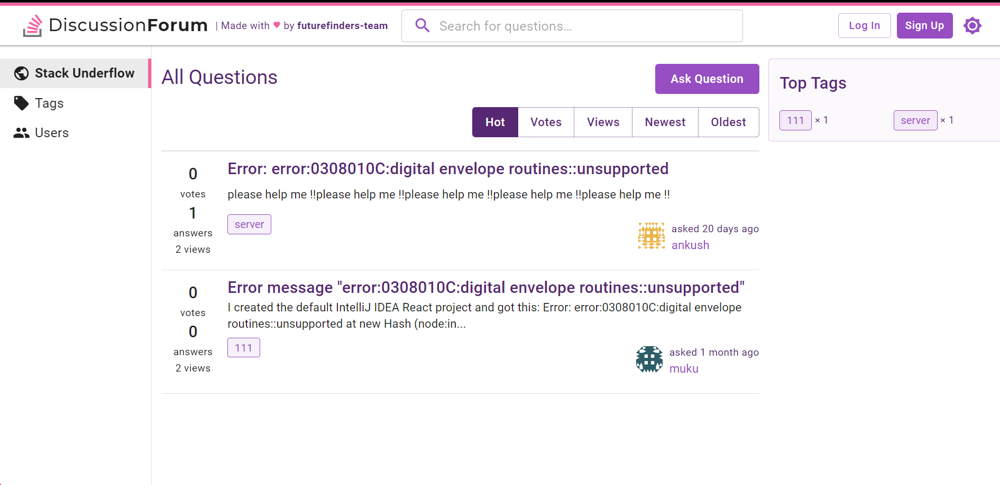 DiscussionForum | Made with by futurefinders-team
Search for questions...
Log In
Sign Up
Stack Underflow
Tags
Users
All Questions
Ask Question
Hot
Votes
Views
Newest
Oldest
0
votes
1
answers
2 views
Error: error:0308010C:digital envelope routines::unsupported
please help me !!please help me !!please help me !!please help me !!please help me !!
server
asked 20 days ago
ankush
0
votes
0
answers
2 views
Error message "error:0308010C:digital envelope routines::unsupported"
I created the default IntelliJ IDEA React project and got this: Error: error:0308010C:digital envelope
routines::unsupported at new Hash (node:in...
111
asked 1 month ago
muku
Top Tags
111 × 1
server × 1